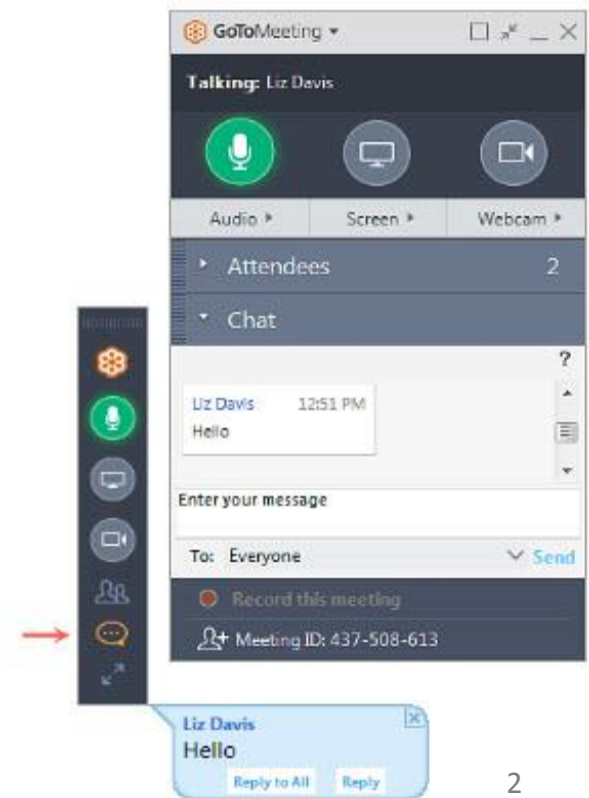 GoToMeeting
Talking: Liz Davis
Audio
Screen
Webcam
Attendees 2
Chat
?
Liz Davis 12:51 PM
Hello
Enter your message
To: Everyone Send
Record this meeting
Meeting ID: 437-508-613
Liz Davis
Hello
Reply to All Reply
2